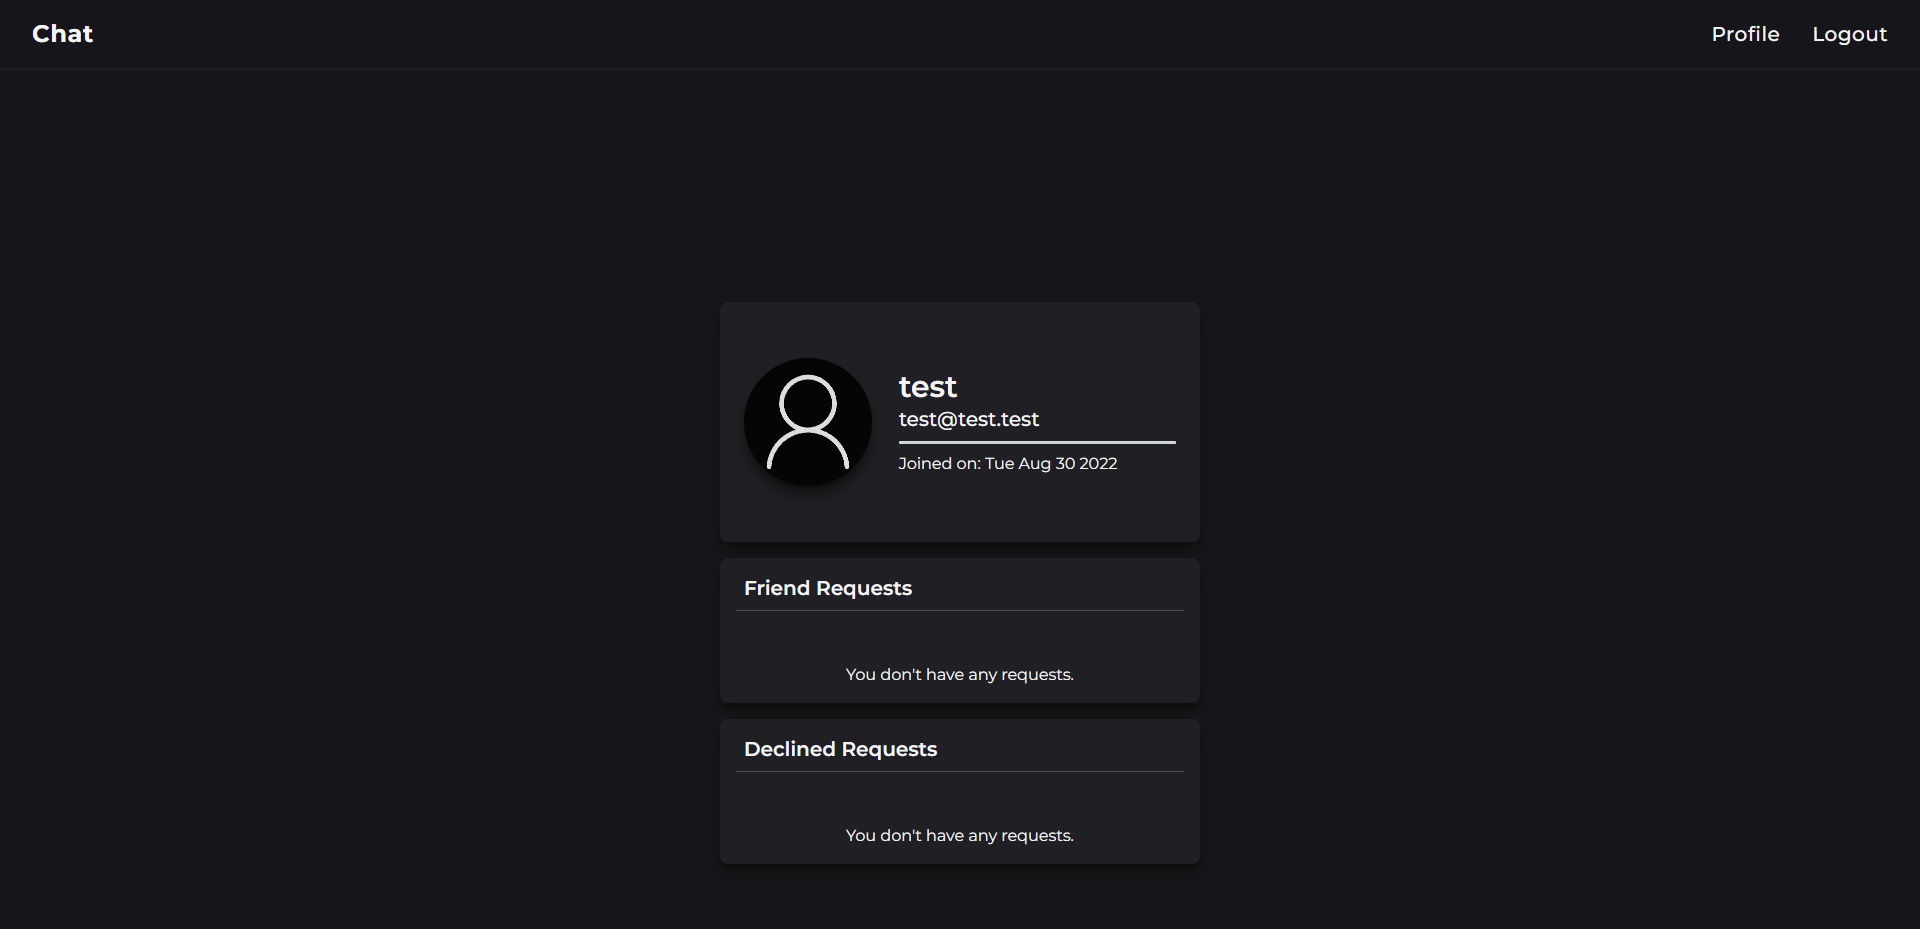 Chat
Profile
Logout
test
test@test.test
Joined on: Tue Aug 30 2022
Friend Requests
You don't have any requests.
Declined Requests
You don't have any requests.